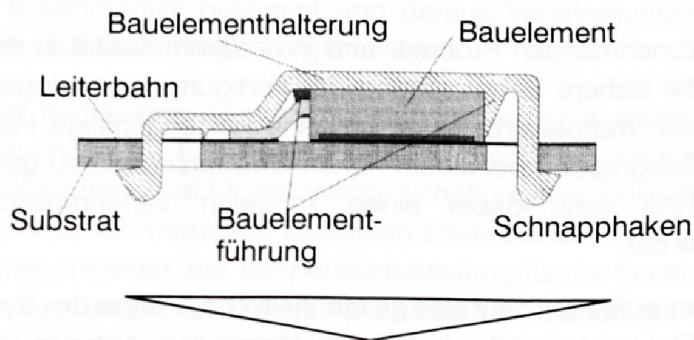 Bauelementhalterung
Bauelement
Leiterbahn
Substrat
Bauelement-
führung
Schnapphaken